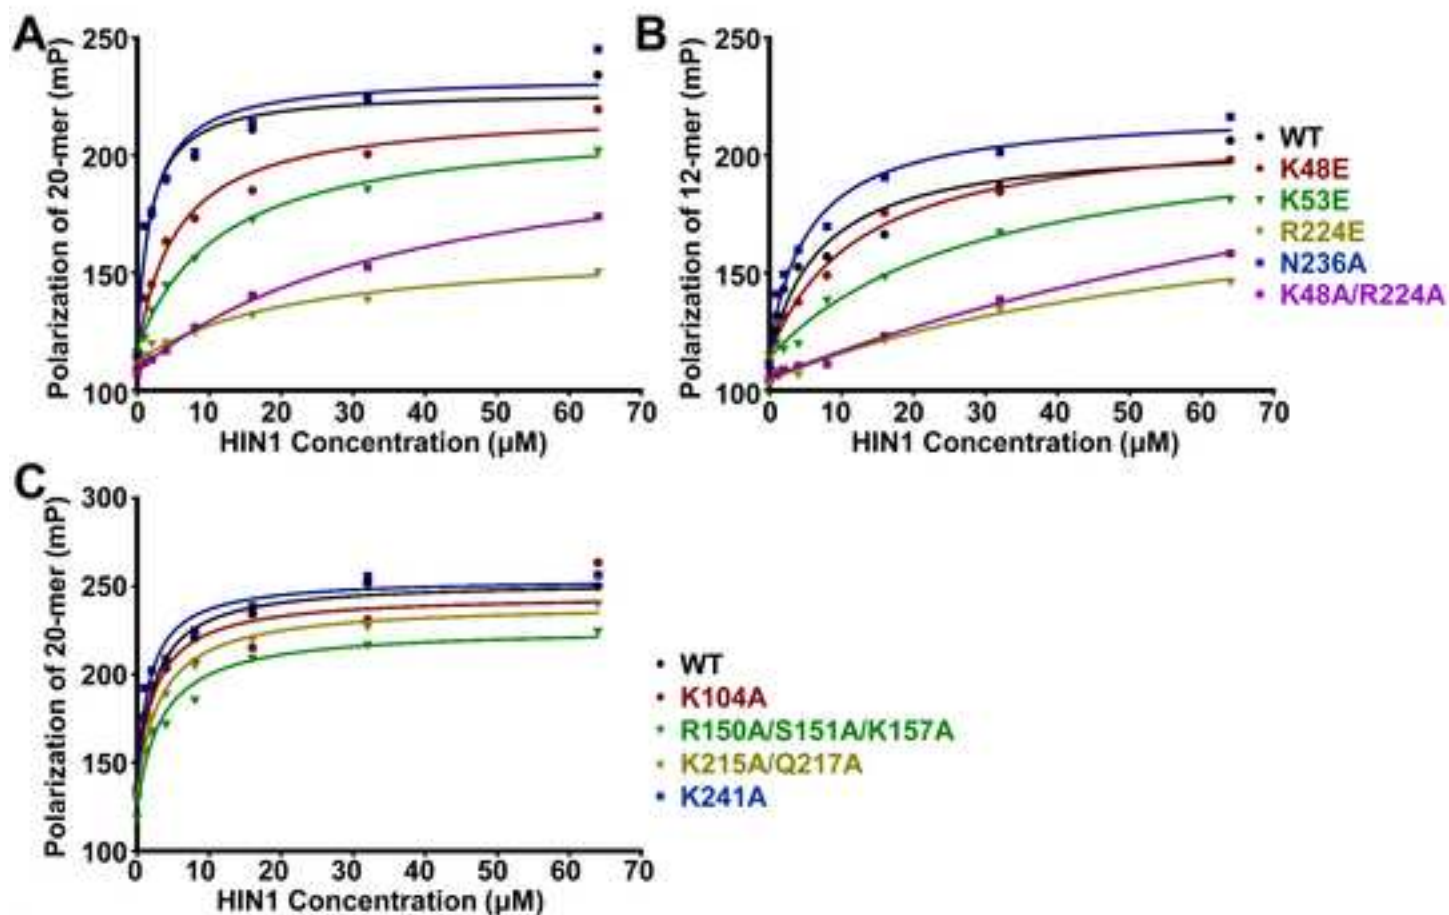 A
Polarization of 20-mer (mP)
250
200
150
100
0 10 20 30 40 50 60 70
HIN1 Concentration (µM)
B
Polarization of 12-mer (mP)
250
200
150
100
0 10 20 30 40 50 60 70
HIN1 Concentration (µM)
WT
K48E
K53E
R224E
N236A
K48A/R224A
C
Polarization of 20-mer (mP)
300
250
200
150
100
0 10 20 30 40 50 60 70
HIN1 Concentration (µM)
WT
K104A
R150A/S151A/K157A
K215A/Q217A
K241A